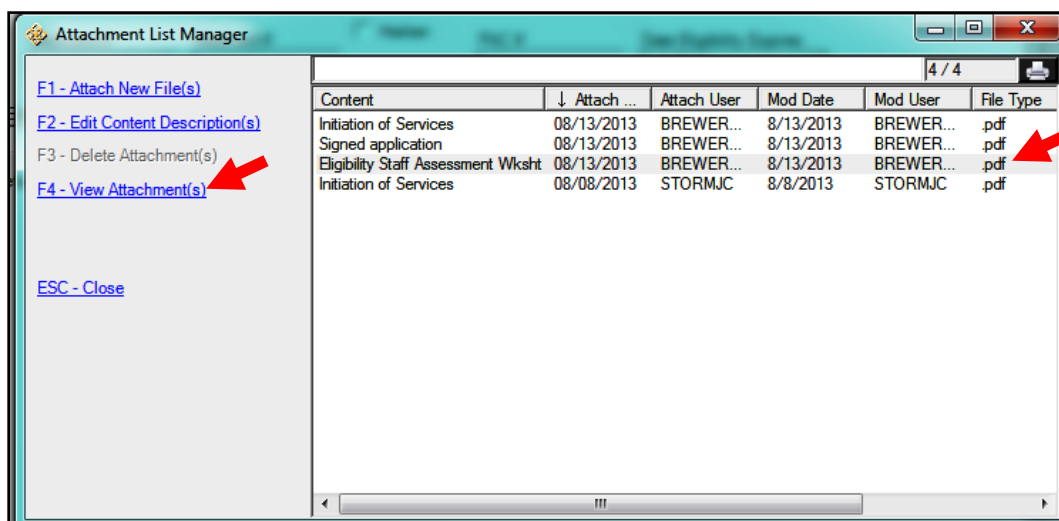 Attachment List Manager
4 / 4
F1 - Attach New File(s)
Content ↓ Attach ... Attach User Mod Date Mod User File Type
F2 - Edit Content Description(s)
Initiation of Services 08/13/2013 BREWER... 8/13/2013 BREWER... .pdf
Signed application 08/13/2013 BREWER... 8/13/2013 BREWER... .pdf
F3 - Delete Attachment(s)
Eligibility Staff Assessment Wksht 08/13/2013 BREWER... 8/13/2013 BREWER... .pdf
F4 - View Attachment(s)
Initiation of Services 08/08/2013 STORMJC 8/8/2013 STORMJC .pdf
ESC - Close